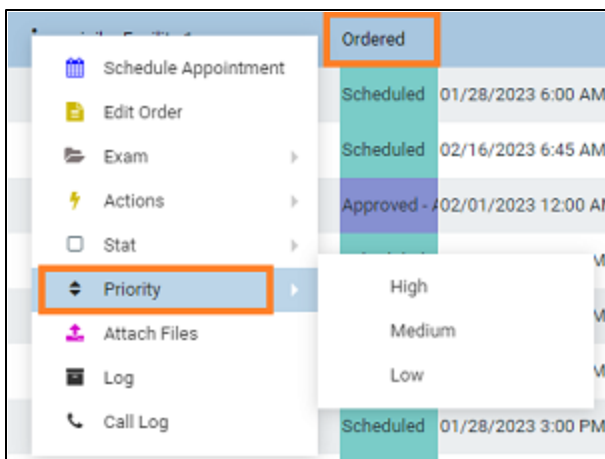 Ordered
Schedule Appointment
Scheduled 01/28/2023 6:00 AM
Edit Order
Scheduled 02/16/2023 6:45 AM
Exam
Actions
Approved - 02/01/2023 12:00
Stat
Priority
High
Medium
Attach Files
Low
Log
Call Log
Scheduled 01/28/2023 3:00 PM